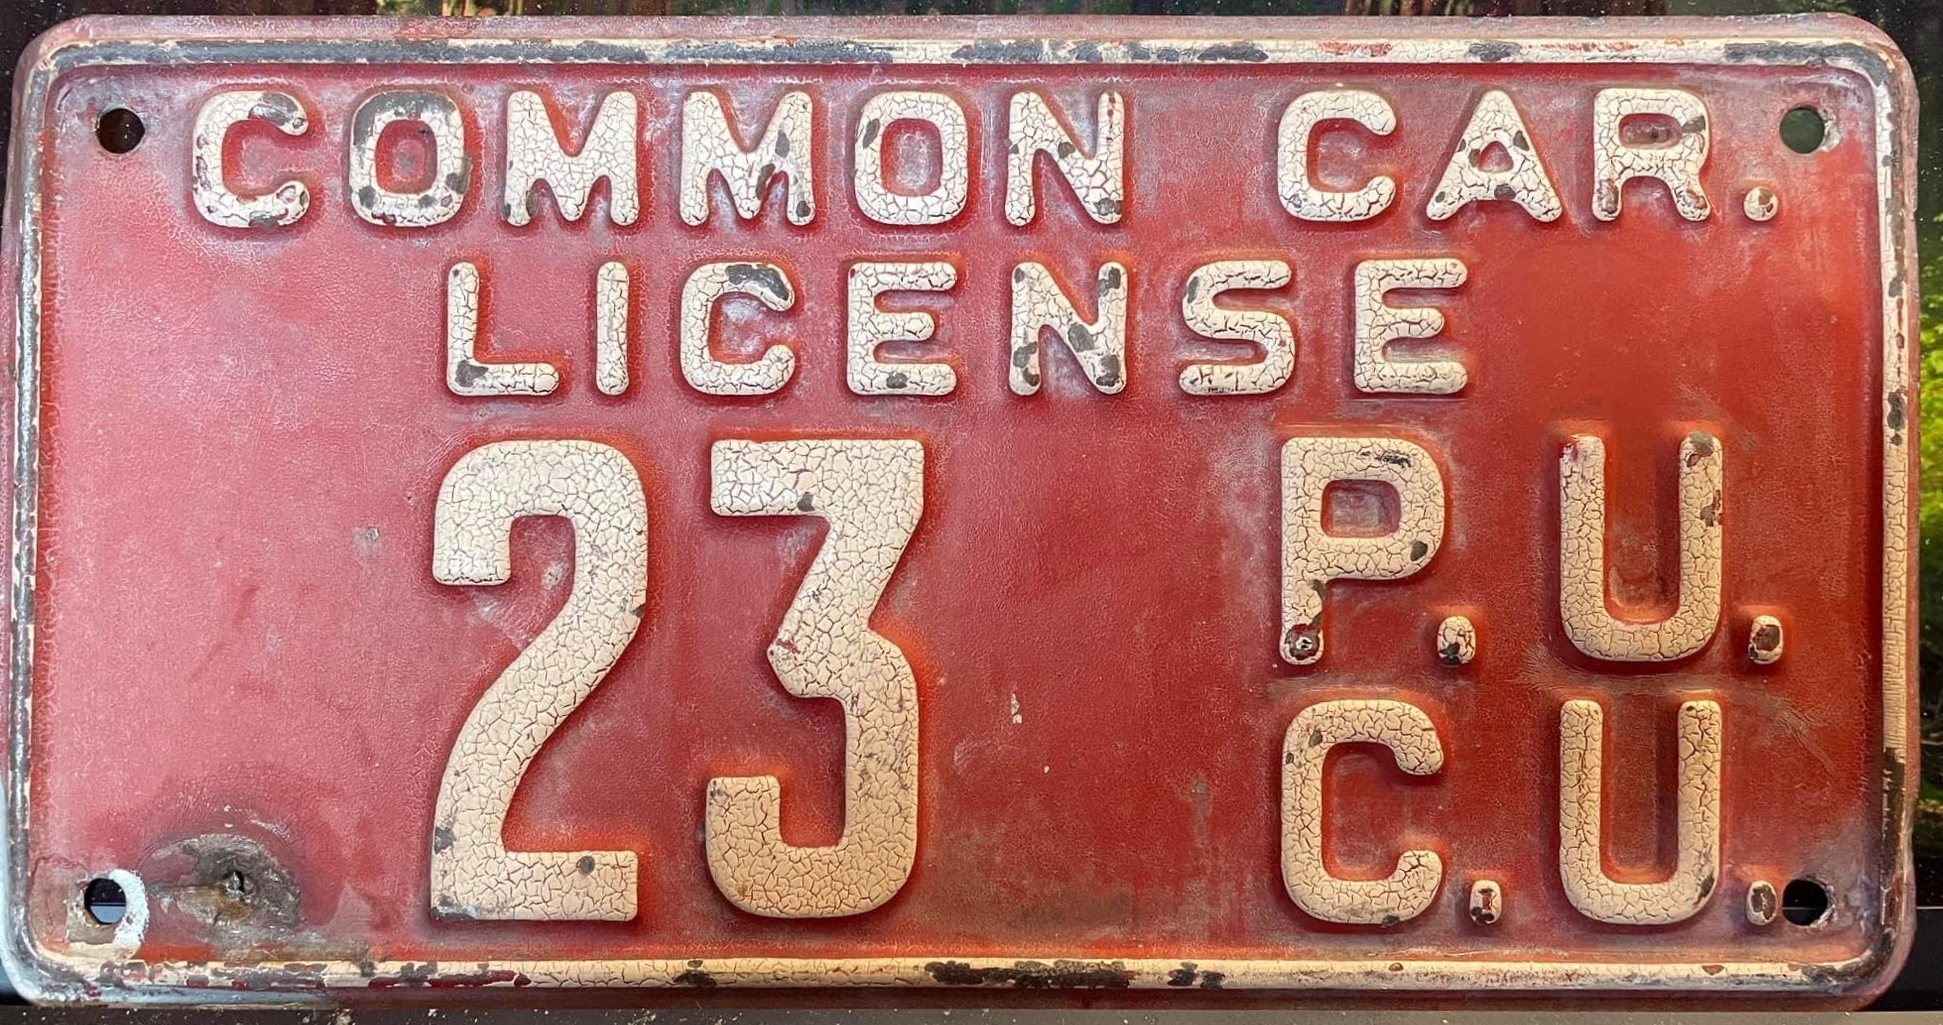 COMMON CAR.
LICENSE
23 P.U.
C.U.